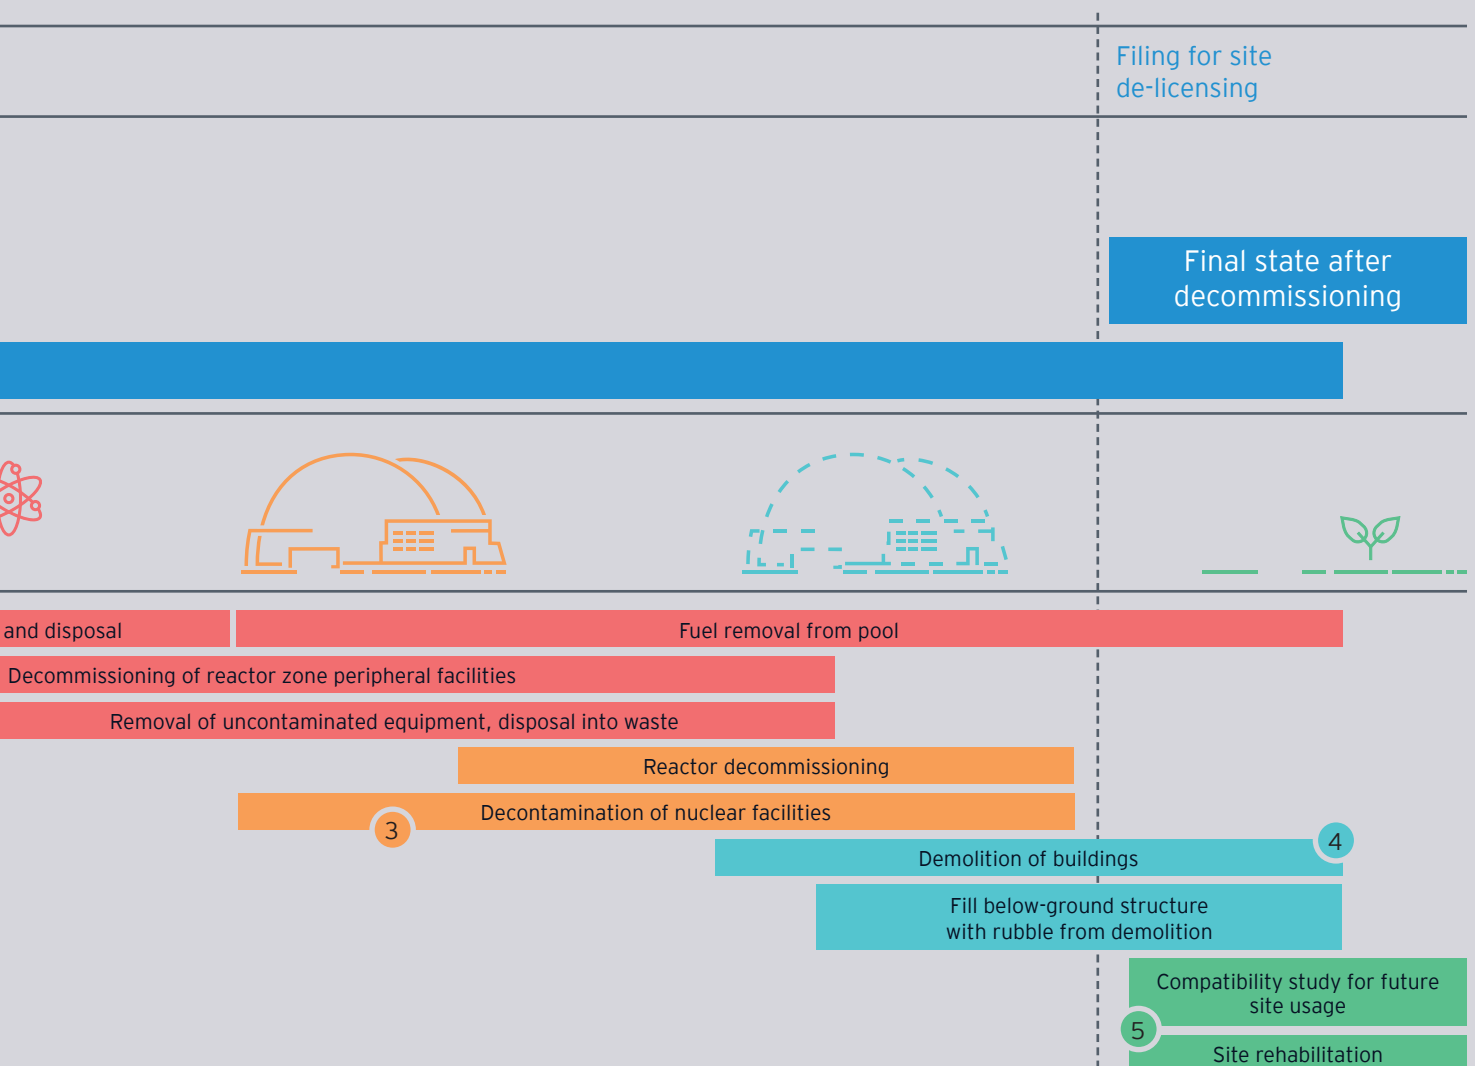 Filing for site
de-licensing
Final state after
decommissioning
and disposal
Fuel removal from pool
Decommissioning of reactor zone peripheral facilities
Removal of uncontaminated equipment, disposal into waste
Reactor decommissioning
Decontamination of nuclear facilities
3
4
Demolition of buildings
Fill below-ground structure
with rubble from demolition
Compatibility study for future
site usage
5
Site rehabilitation